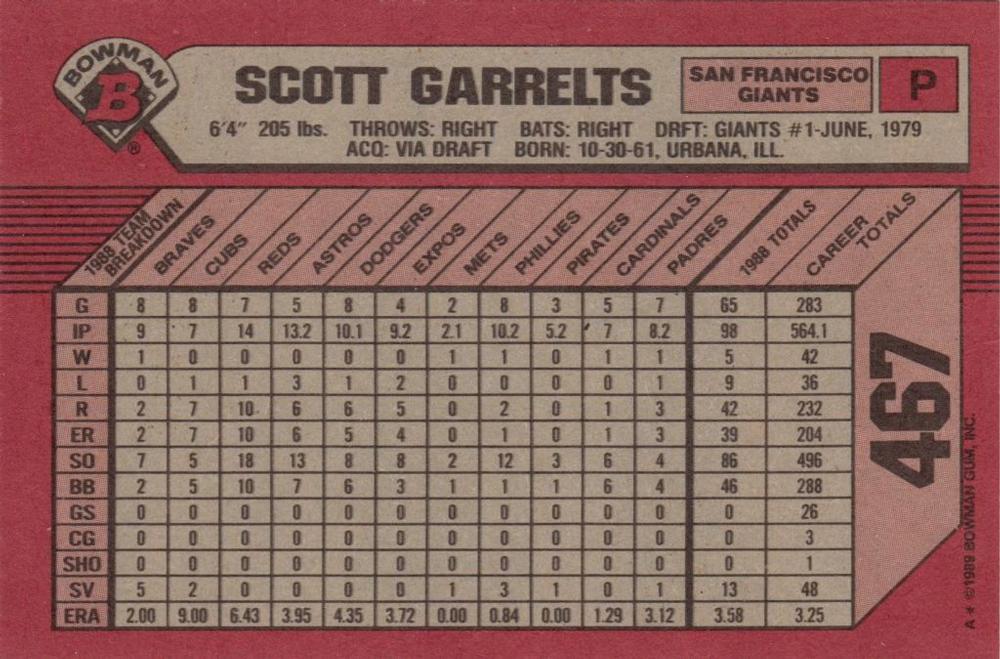 BOWMAN
B
®
SCOTT GARRELTS
SAN FRANCISCO
GIANTS
P
6'4" 205 lbs. THROWS: RIGHT BATS: RIGHT DRFT: GIANTS #1-JUNE, 1979
ACQ: VIA DRAFT BORN: 10-30-61, URBANA, ILL.
1988 TEAM BREAKDOWN BRAVES CUBS REDS ASTROS DODGERS EXPOS METS PHILLIES PIRATES CARDINALS PADRES 1988 TOTALS CAREER TOTALS
G 8 8 7 5 8 4 2 8 3 5 7 65 283
IP 9 7 14 13.2 10.1 9.2 2.1 10.2 5.2 7 8.2 98 564.1
W 1 0 0 0 0 0 1 1 0 1 1 5 42
L 0 1 1 3 1 2 0 0 0 0 1 9 36
R 2 7 10 6 6 5 0 2 0 1 3 42 232
ER 2 7 10 6 5 4 0 1 0 1 3 39 204
SO 7 5 18 13 8 8 2 12 3 6 4 86 496
BB 2 5 10 7 6 3 1 1 1 6 4 46 288
GS 0 0 0 0 0 0 0 0 0 0 0 0 26
CG 0 0 0 0 0 0 0 0 0 0 0 0 3
SHO 0 0 0 0 0 0 0 0 0 0 0 0 1
SV 5 2 0 0 0 0 1 3 1 0 1 13 48
ERA 2.00 9.00 6.43 3.95 4.35 3.72 0.00 0.84 0.00 1.29 3.12 3.58 3.25
467
A * ©1989 BOWMAN GUM, INC.